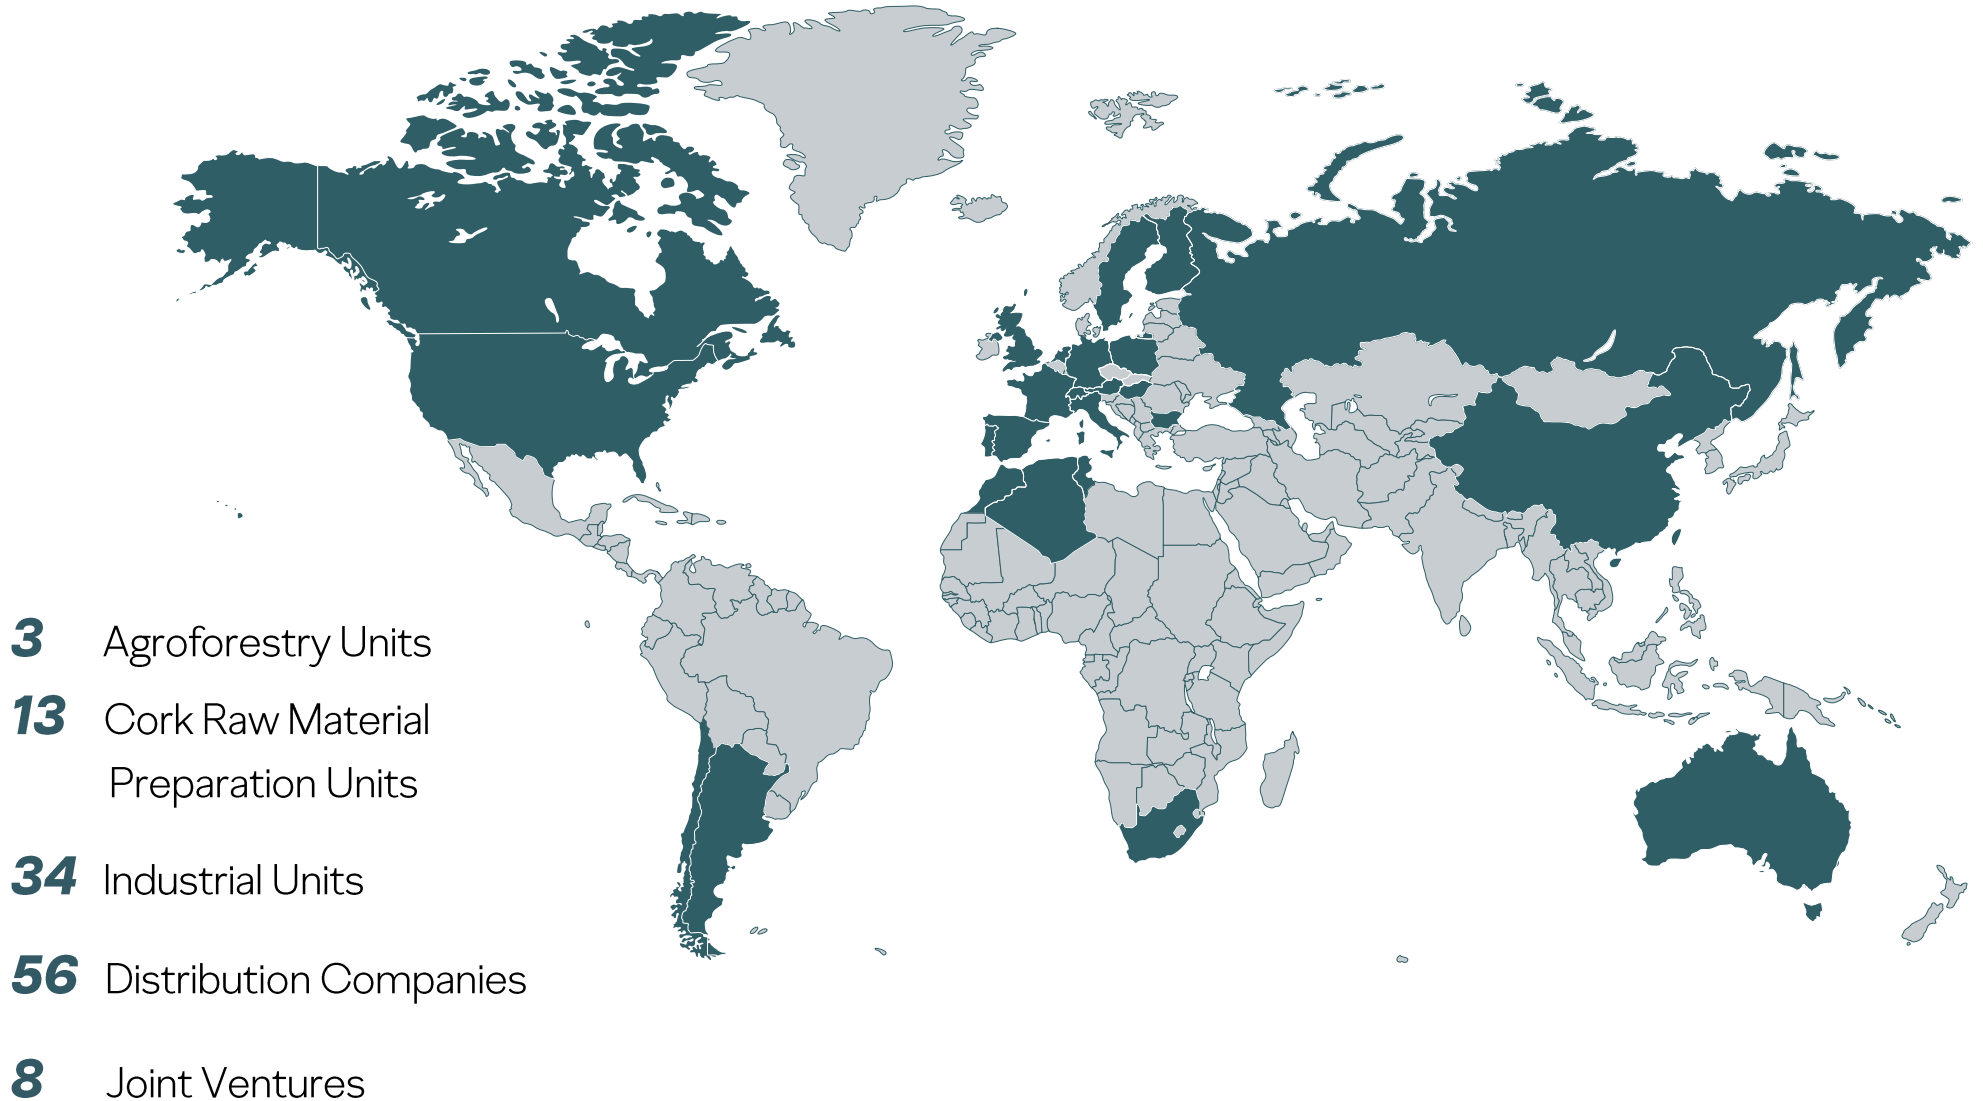 3 Agroforestry Units
13 Cork Raw Material
Preparation Units
34 Industrial Units
56 Distribution Companies
8 Joint Ventures